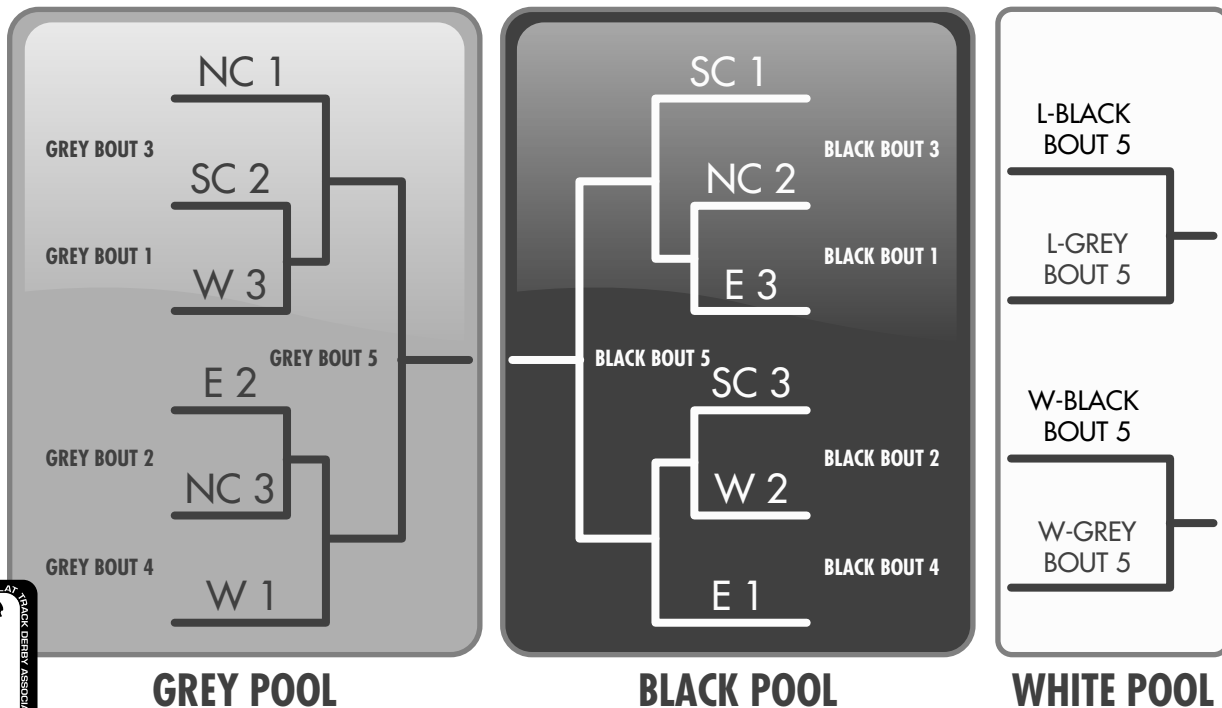 NC 1
GREY BOUT 3
SC 2
GREY BOUT 1
W 3
GREY BOUT 5
E 2
GREY BOUT 2
NC 3
GREY BOUT 4
W 1
GREY POOL
SC 1
BLACK BOUT 3
NC 2
BLACK BOUT 1
E 3
BLACK BOUT 5
SC 3
BLACK BOUT 2
W 2
BLACK BOUT 4
E 1
BLACK POOL
L-BLACK
BOUT 5
L-GREY
BOUT 5
W-BLACK
BOUT 5
W-GREY
BOUT 5
WHITE POOL
TRACK DERBY